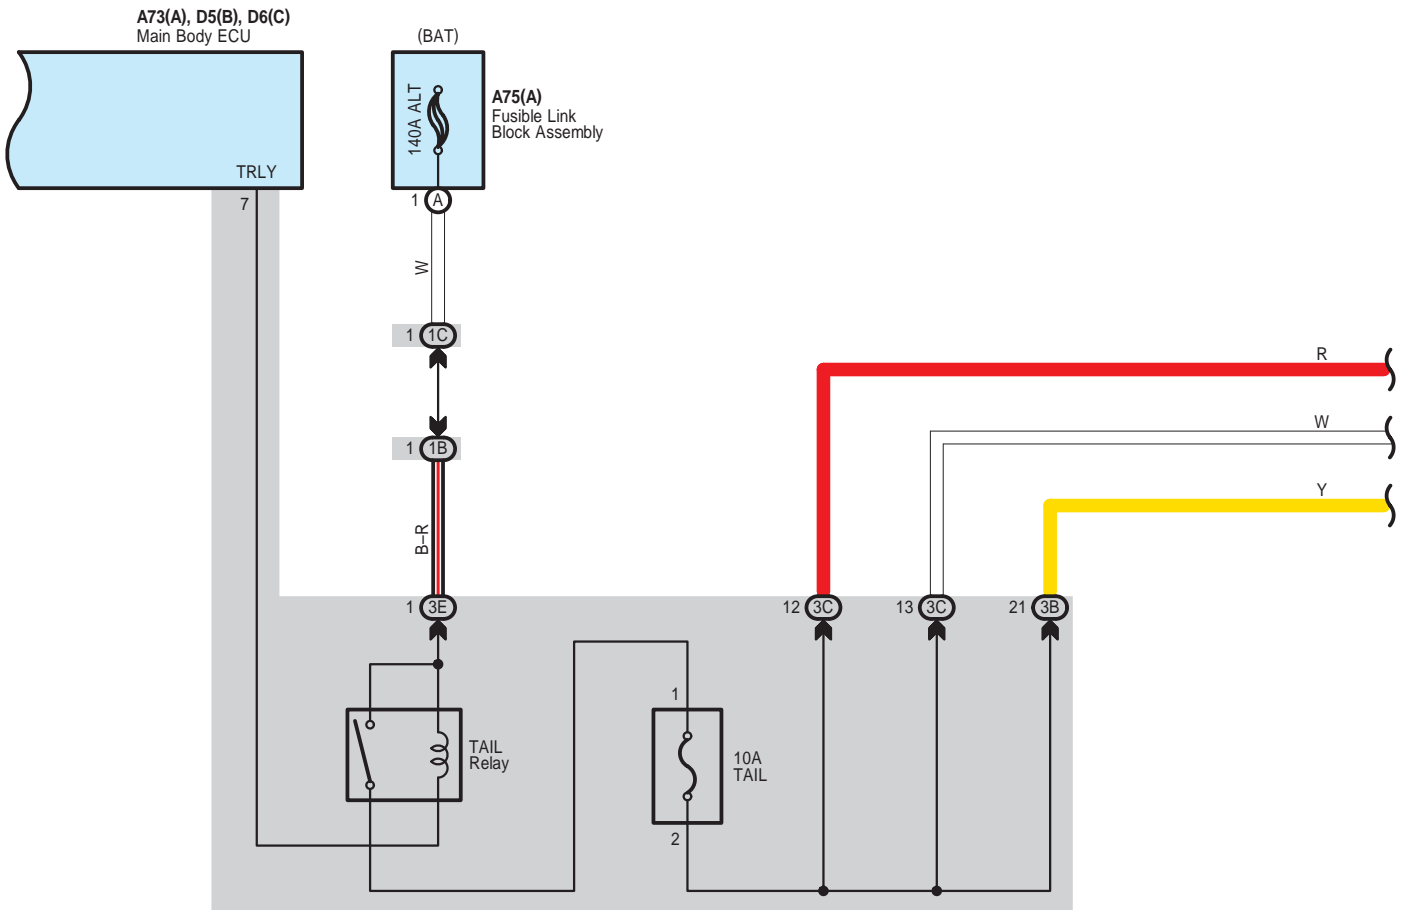 A73(A), D5(B), D6(C)
Main Body ECU
(BAT)
140A ALT
A75(A)
Fusible Link
Block Assembly
TRLY
7
1 A
W
1 1C
R
W
1 1B
Y
B–R
1 3E
12 3C
13 3C
21 3B
1
TAIL
Relay
10A
TAIL
2